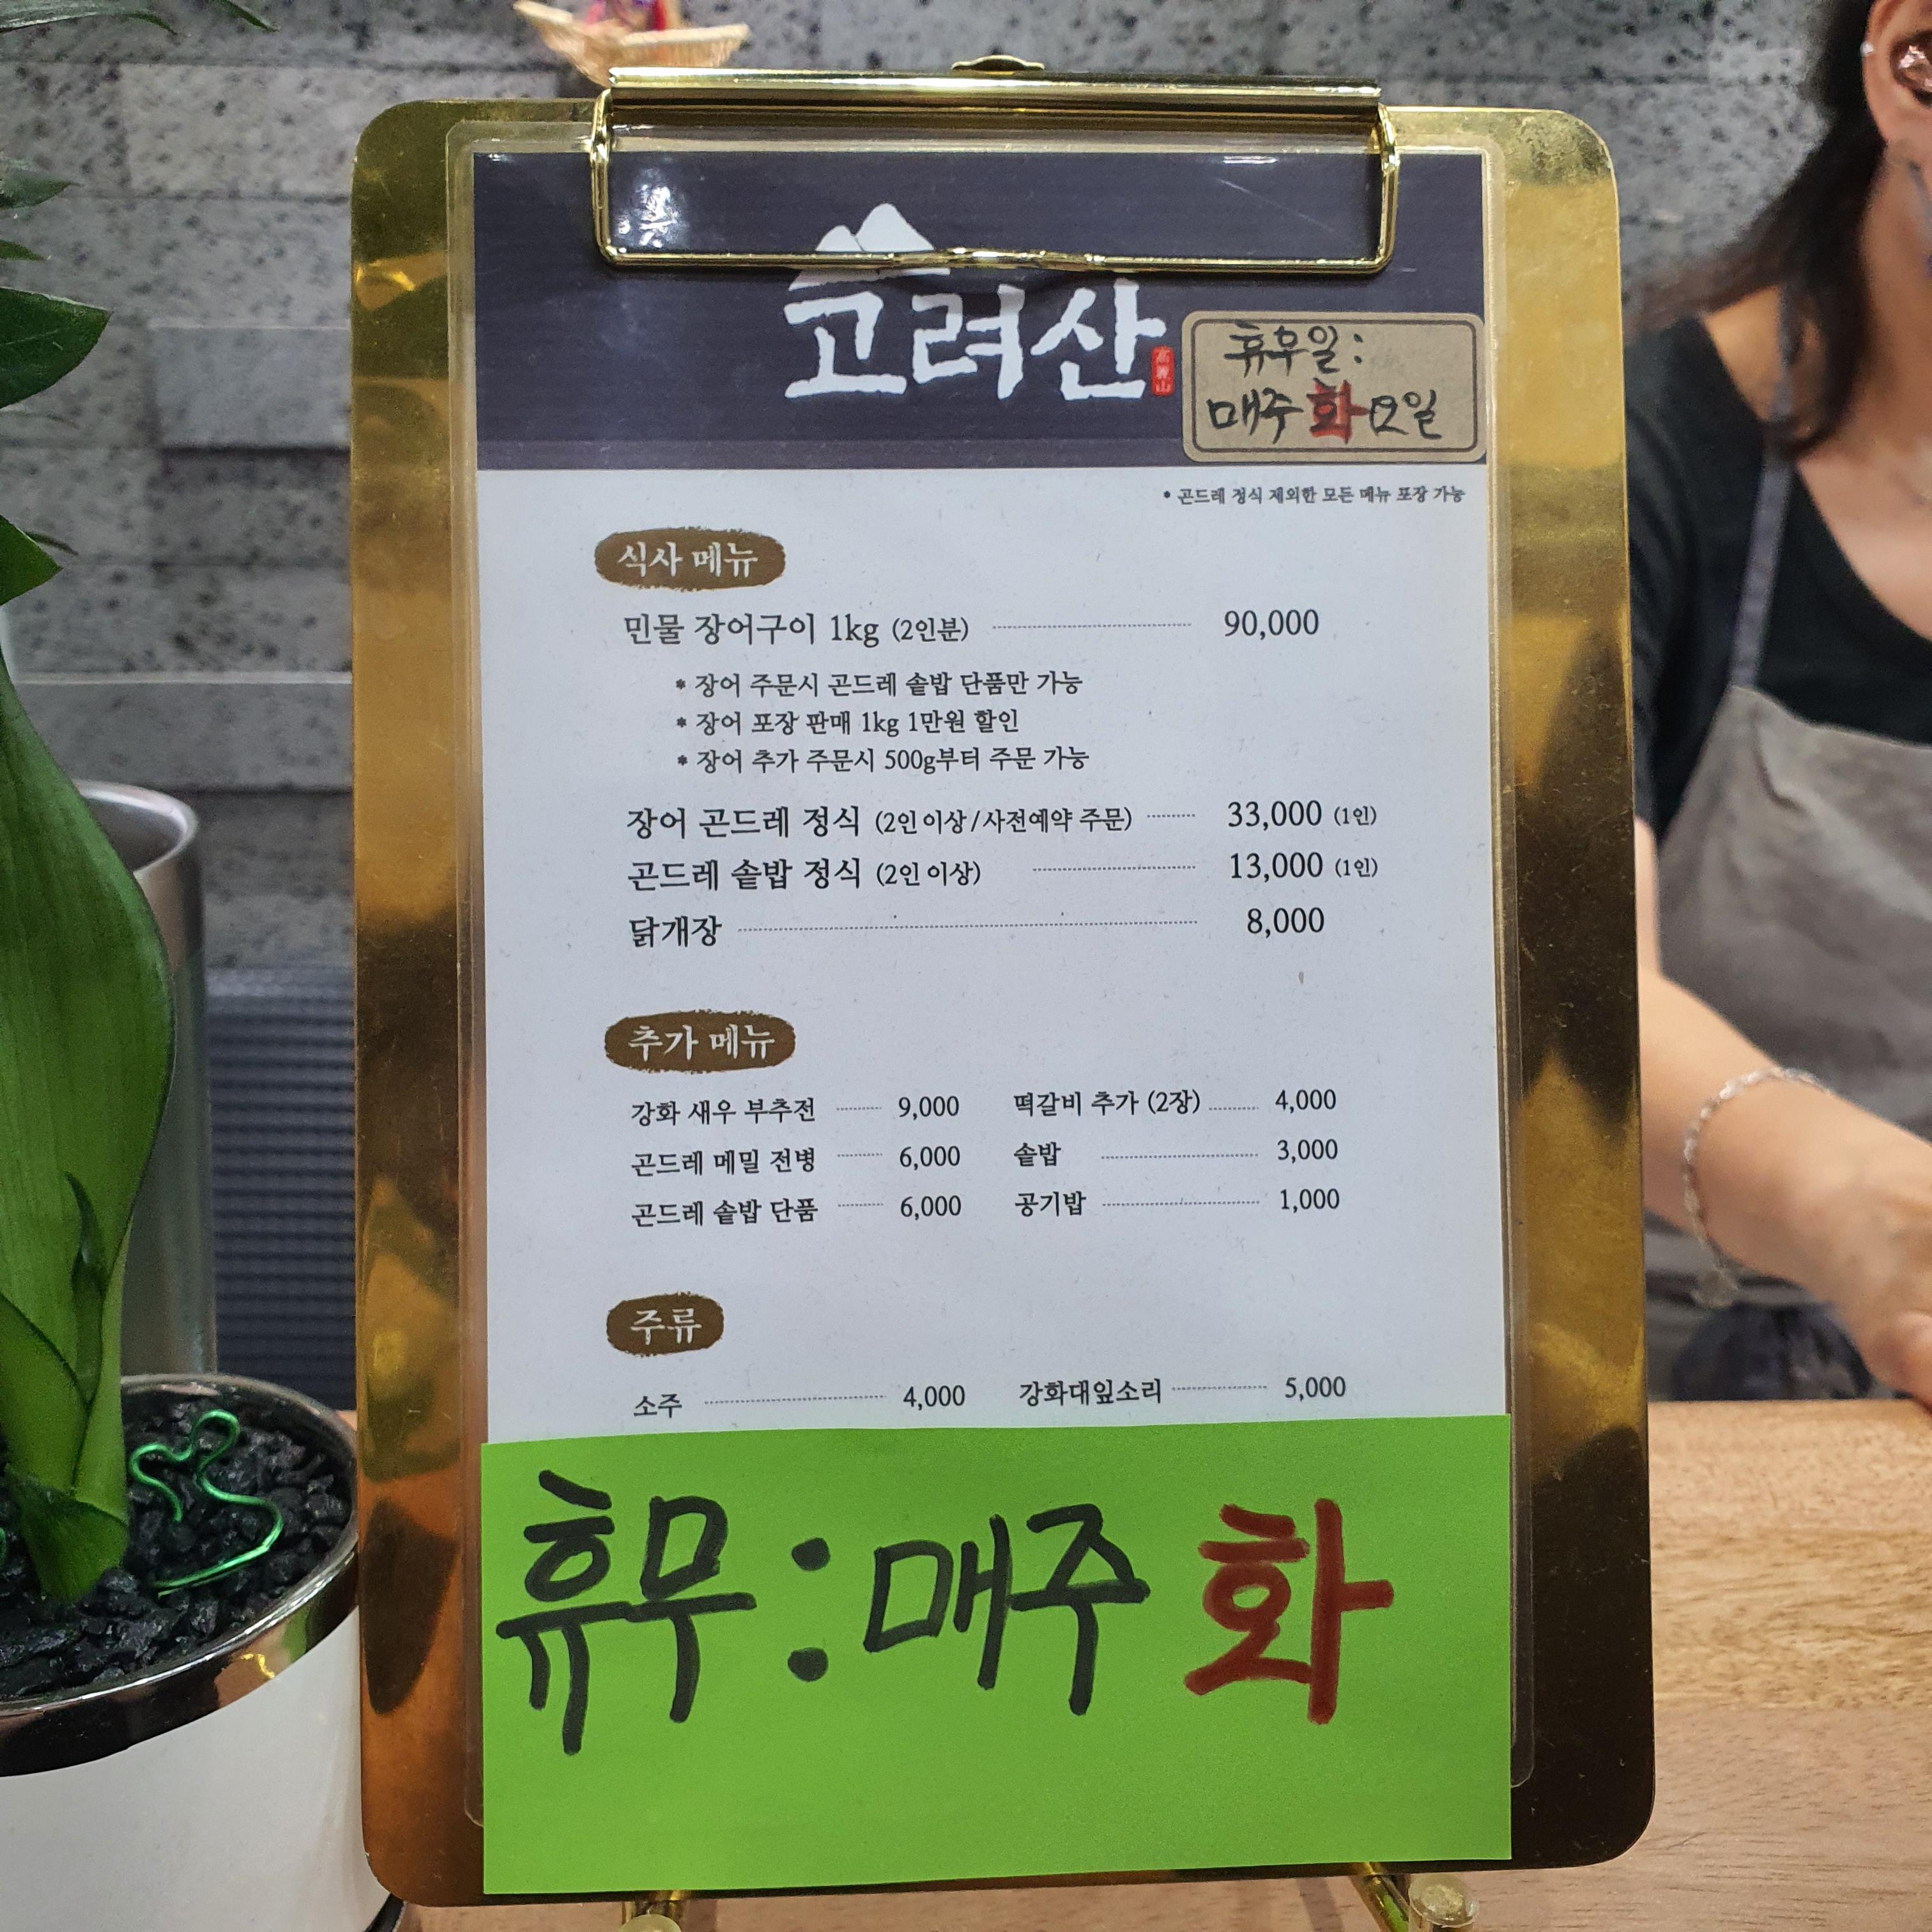 고려산
高麗山
휴무일:
매주 화요일
* 곤드레 정식 제외한 모든 메뉴 포장 가능
식사 메뉴
민물 장어구이 1kg (2인분) 90,000
* 장어 주문시 곤드레 솥밥 단품만 가능
* 장어 포장 판매 1kg 1만원 할인
* 장어 추가 주문시 500g부터 주문 가능
장어 곤드레 정식 (2인 이상/사전예약 주문) 33,000 (1인)
곤드레 솥밥 정식 (2인 이상) 13,000 (1인)
닭개장 8,000
추가 메뉴
강화 새우 부추전 9,000 떡갈비 추가 (2장) 4,000
곤드레 메밀 전병 6,000 솥밥 3,000
곤드레 솥밥 단품 6,000 공기밥 1,000
주류
소주 4,000 강화대잎소리 5,000
휴무 : 매주 화